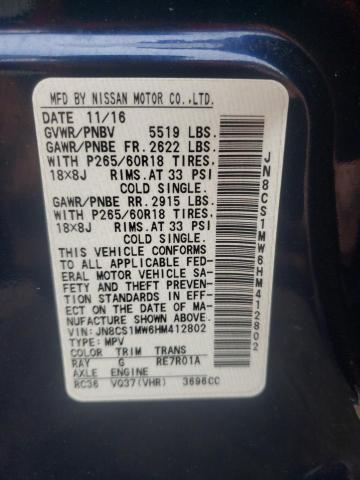 MFD BY NISSAN MOTOR CO.,LTD.
DATE 11/16
GVWR/PNBV 5519 LBS.
GAWR/PNBE FR. 2622 LBS.
WITH P265/60R18 TIRES,
18×8J RIMS.AT 33 PSI
COLD SINGLE.
GAWR/PNBE RR. 2915 LBS.
WITH P265/60R18 TIRES,
18×8J RIMS.AT 33 PSI
COLD SINGLE.
THIS VEHICLE CONFORMS
TO ALL APPLICABLE FED-
ERAL MOTOR VEHICLE SA-
FETY AND THEFT PREVENTION
STANDARDS IN EFFECT
ON THE DATE OF MA-
NUFACTURE SHOWN ABOVE.
VIN: JN8CS1MW6HM412802
TYPE: MPV
COLOR TRIM TRANS
RAY G RE7R01A
AXLE ENGINE
RC36 VQ37(VHR) 3696CC
JN8CS1MW6HM412802